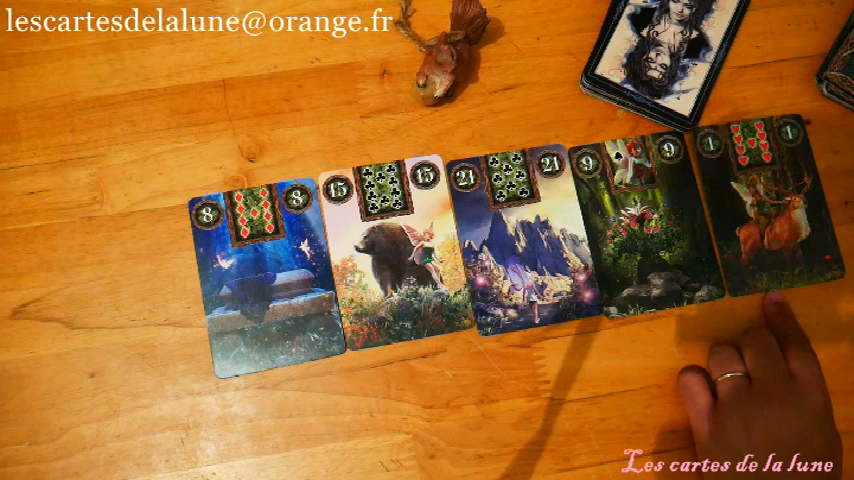 lescartesdelalune@orange.fr
8 8
15 15
21 21
9 9
1 1
Les cartes de la lune